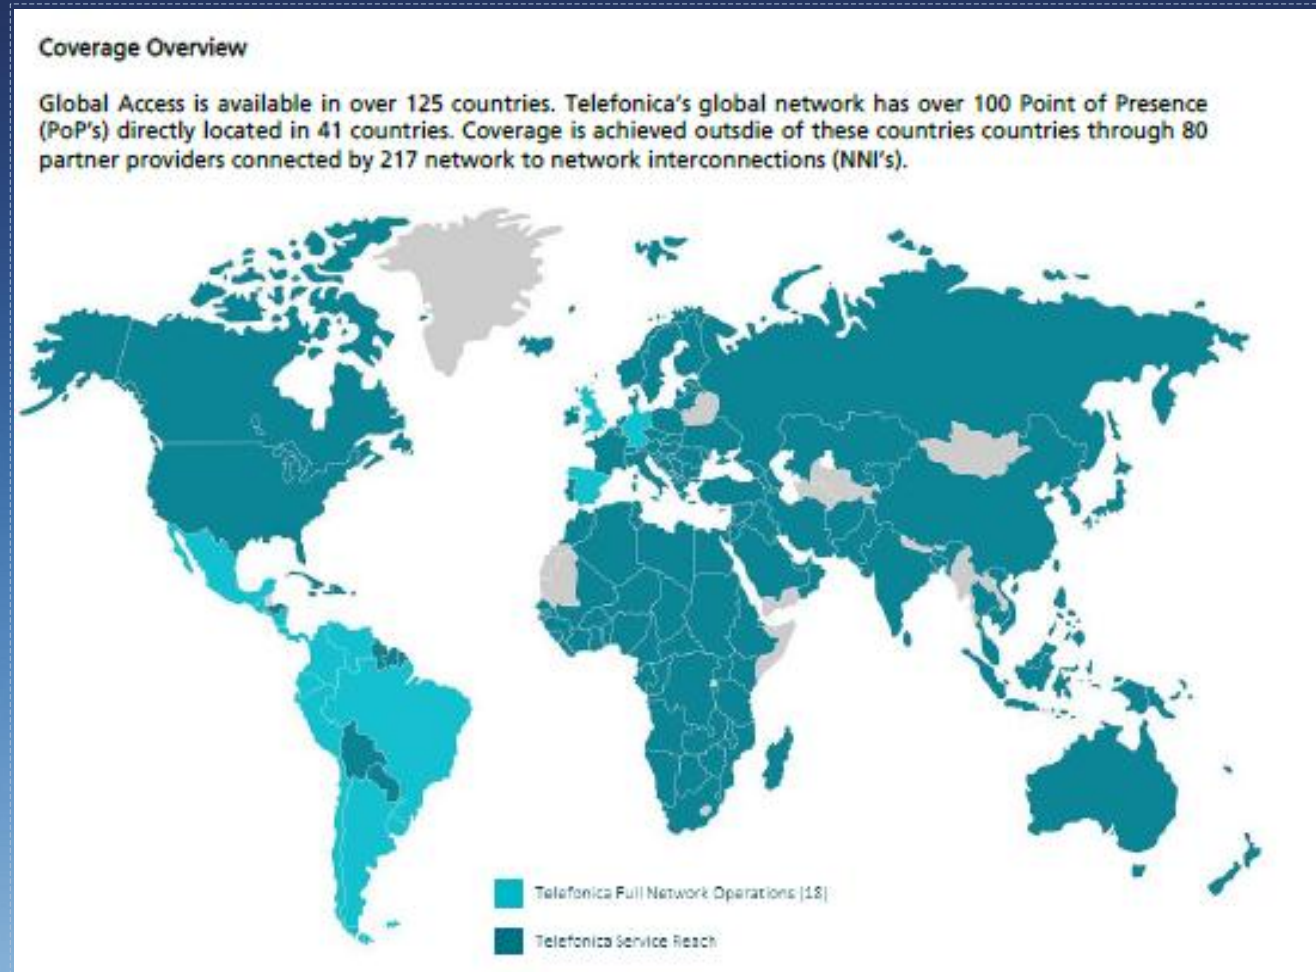 Coverage Overview
Global Access is available in over 125 countries. Telefonica's global network has over 100 Point of Presence
(PoP's) directly located in 41 countries. Coverage is achieved outsdie of these countries countries through 80
partner providers connected by 217 network to network interconnections (NNI's).
Telefonica Full Network Operations (18)
Telefonica Service Reach